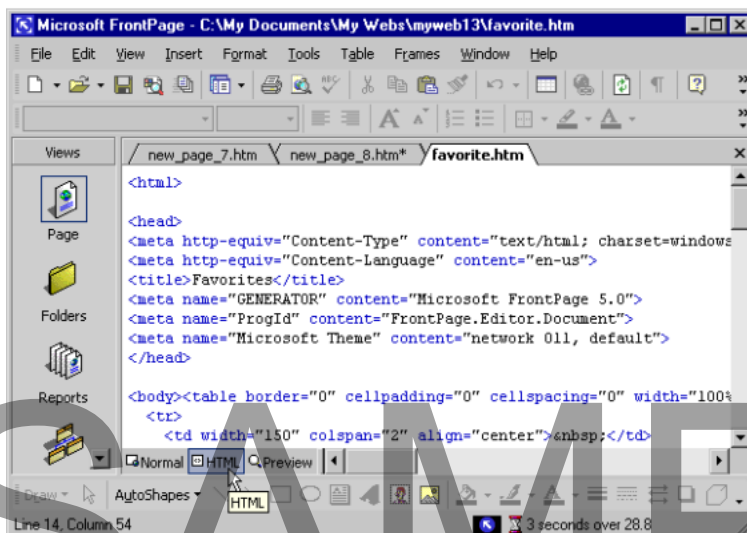 Microsoft FrontPage - C:\My Documents\My Webs\myweb13\favorite.htm
File Edit View Insert Format Tools Table Frames Window Help
Views
new_page_7.htm new_page_8.htm* favorite.htm
<html>
Page
<head>
<meta http-equiv="Content-Type" content="text/html; charset=windows
<meta http-equiv="Content-Language" content="en-us">
<title>Favorites</title>
<meta name="GENERATOR" content="Microsoft FrontPage 5.0">
Folders
<meta name="ProgId" content="FrontPage.Editor.Document">
<meta name="Microsoft Theme" content="network 011, default">
</head>
Reports
<body><table border="0" cellpadding="0" cellspacing="0" width="100%
<tr>
<td width="150" colspan="2" align="center">&nbsp;</td>
Normal HTML Preview
Draw AutoShapes
HTML
Line 14, Column 54
3 seconds over 28.8
SAME